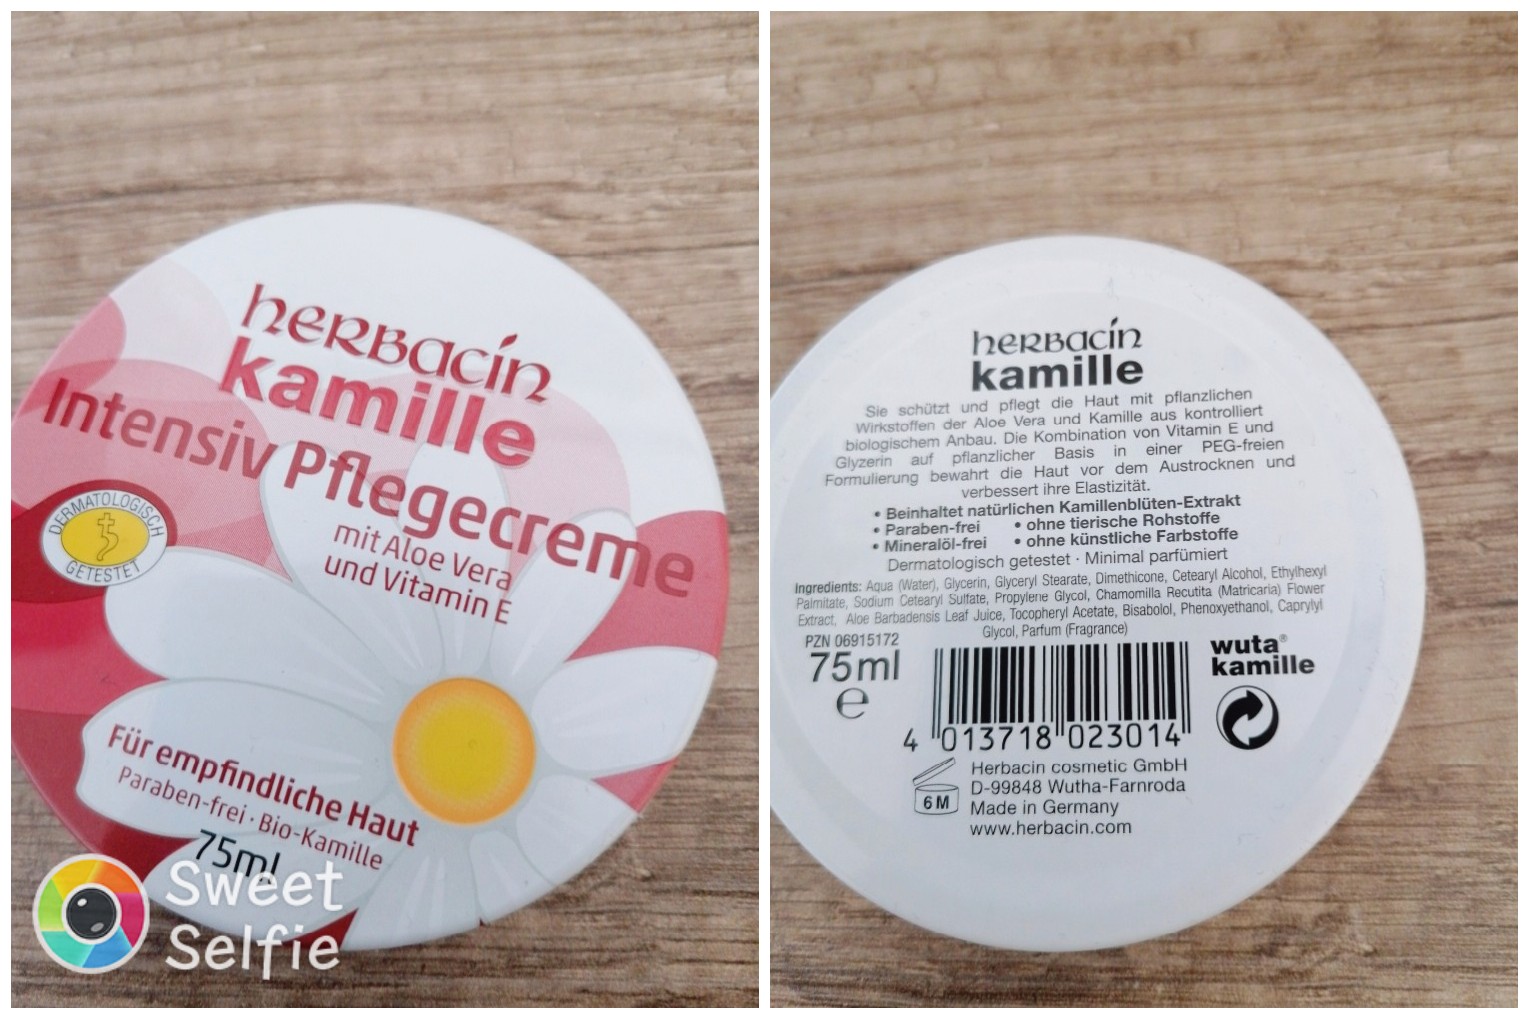 herbacín
kamille
Intensiv Pflegecreme
mit Aloe Vera
und Vitamin E
DERMATOLOGISCH
GETESTET
Für empfindliche Haut
Paraben-frei · Bio-Kamille
75ml
Sweet
Selfie
herbacín
kamille
Sie schützt und pflegt die Haut mit pflanzlichen
Wirkstoffen der Aloe Vera und Kamille aus kontrolliert
biologischem Anbau. Die Kombination von Vitamin E und
Glyzerin auf pflanzlicher Basis in einer PEG-freien
Formulierung bewahrt die Haut vor dem Austrocknen und
verbessert ihre Elastizität.
• Beinhaltet natürlichen Kamillenblüten-Extrakt
• Paraben-frei • ohne tierische Rohstoffe
• Mineralöl-frei • ohne künstliche Farbstoffe
Dermatologisch getestet · Minimal parfümiert
Ingredients: Aqua (Water), Glycerin, Glyceryl Stearate, Dimethicone, Cetearyl Alcohol, Ethylhexyl
Palmitate, Sodium Cetearyl Sulfate, Propylene Glycol, Chamomilla Recutita (Matricaria) Flower
Extract, Aloe Barbadensis Leaf Juice, Tocopheryl Acetate, Bisabolol, Phenoxyethanol, Caprylyl
Glycol, Parfum (Fragrance)
PZN 06915172
75ml
e
wuta®
kamille
4 013718 023014
6 M
Herbacin cosmetic GmbH
D-99848 Wutha-Farnroda
Made in Germany
www.herbacin.com